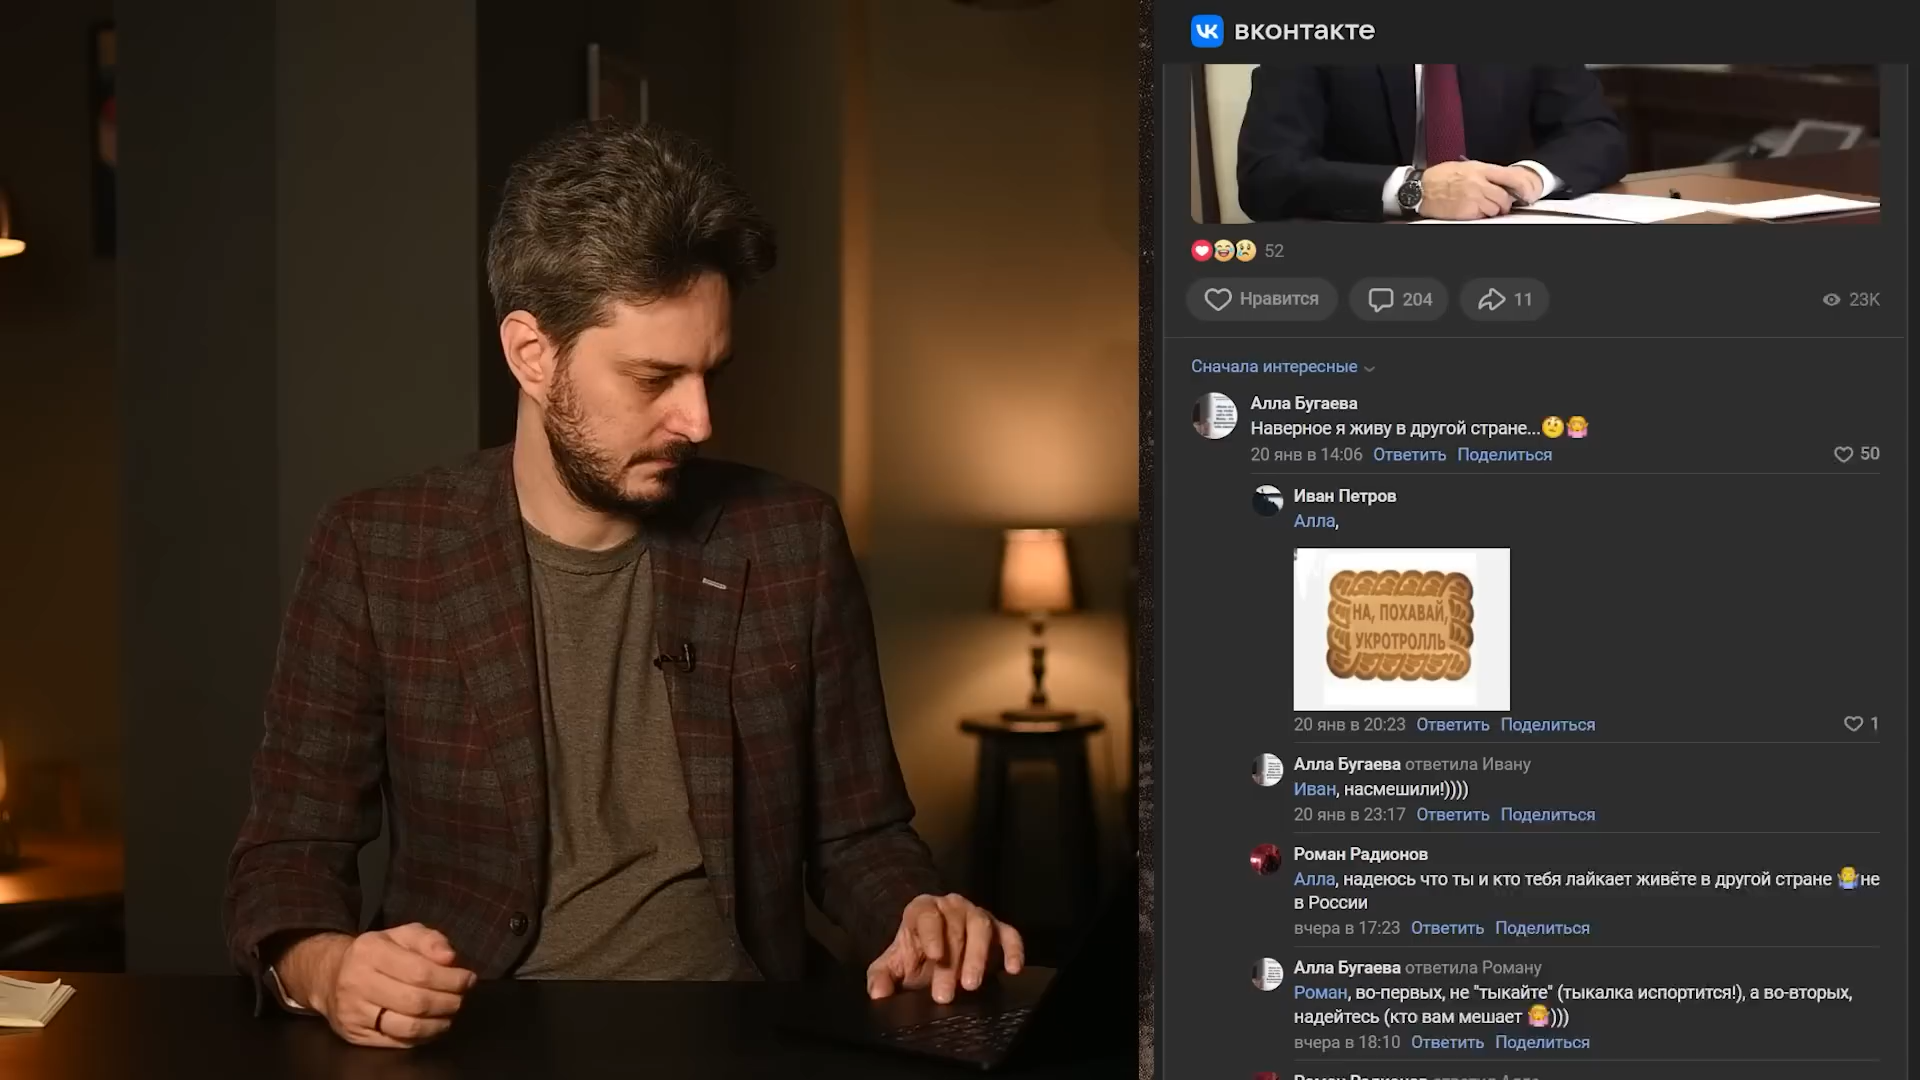 вконтакте
52
Нравится
204
11
23K
Сначала интересные
Алла Бугаева
Наверное я живу в другой стране...🤨🤷‍♀️
20 янв в 14:06 Ответить Поделиться
50
Иван Петров
Алла,
НА, ПОХАВАЙ,
УКРОТРОЛЛЬ
20 янв в 20:23 Ответить Поделиться
1
Алла Бугаева ответила Ивану
Иван, насмешили!))))
20 янв в 23:17 Ответить Поделиться
Роман Радионов
Алла, надеюсь что ты и кто тебя лайкает живёте в другой стране 🤷‍♂️не
в России
вчера в 17:23 Ответить Поделиться
Алла Бугаева ответила Роману
Роман, во-первых, не "тыкайте" (тыкалка испортится!), а во-вторых,
надейтесь (кто вам мешает 🤷‍♀️)))
вчера в 18:10 Ответить Поделиться